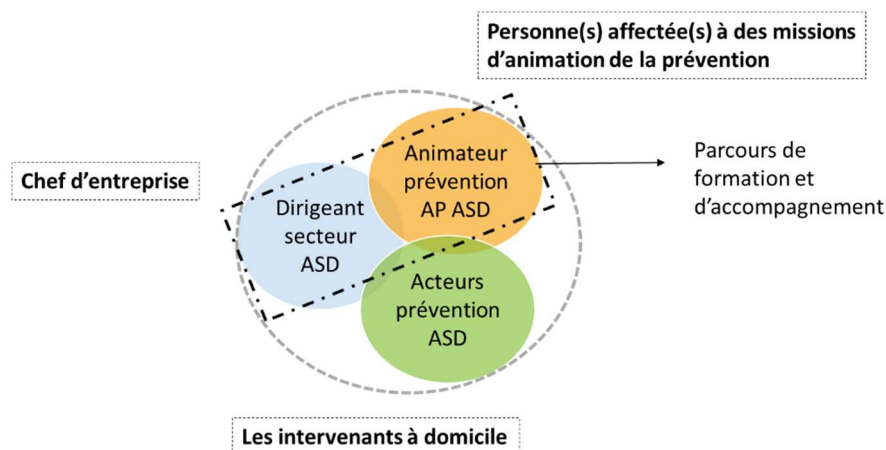 Personne(s) affectée(s) à des missions
d’animation de la prévention
Chef d’entreprise
Animateur
prévention
AP ASD
Parcours de
formation et
d’accompagnement
Dirigeant
secteur
ASD
Acteurs
prévention
ASD
Les intervenants à domicile